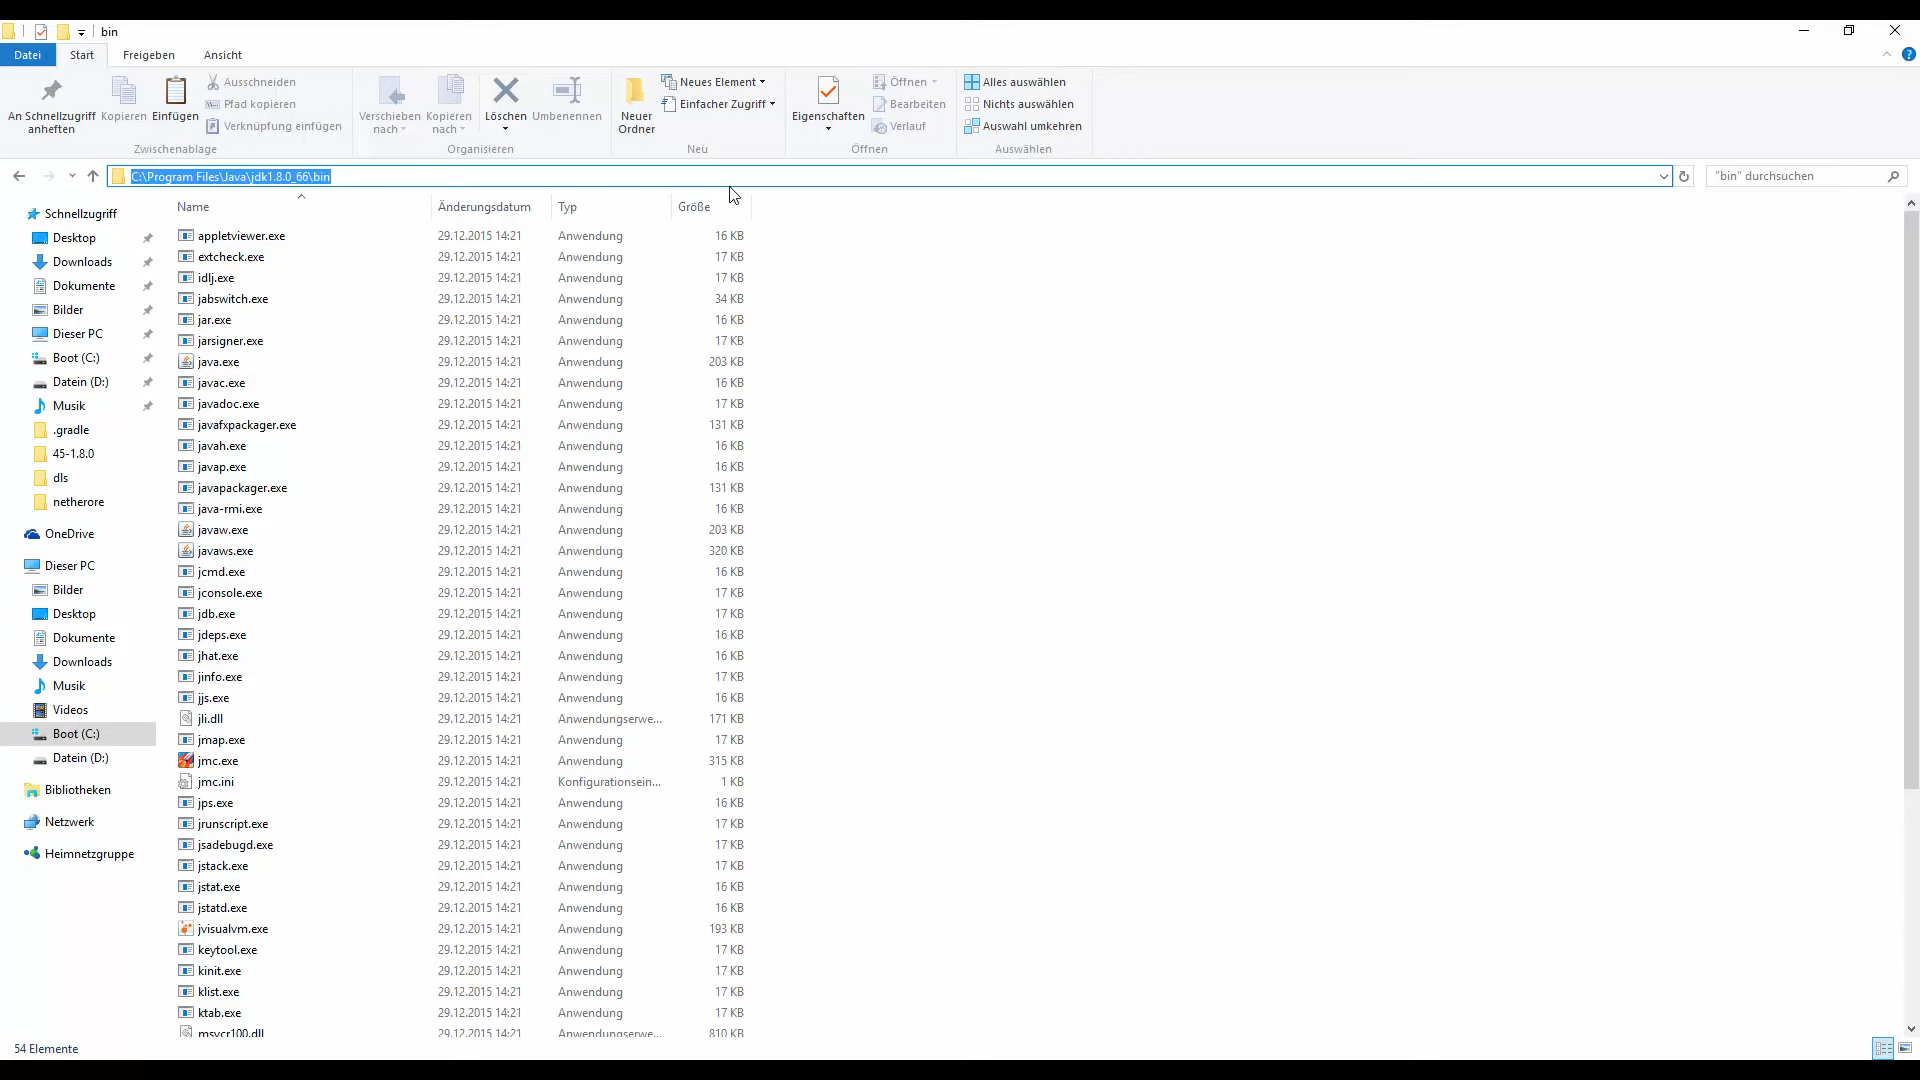 bin
Datei Start Freigeben Ansicht
An Schnellzugriff anheften
Kopieren
Einfügen
Ausschneiden
Pfad kopieren
Verknüpfung einfügen
Zwischenablage
Verschieben nach
Kopieren nach
Löschen
Umbenennen
Organisieren
Neuer Ordner
Neues Element
Einfacher Zugriff
Neu
Eigenschaften
Öffnen
Bearbeiten
Verlauf
Öffnen
Alles auswählen
Nichts auswählen
Auswahl umkehren
Auswählen
C:\Program Files\Java\jdk1.8.0_66\bin
"bin" durchsuchen
Schnellzugriff
Desktop
Downloads
Dokumente
Bilder
Dieser PC
Boot (C:)
Datein (D:)
Musik
.gradle
45-1.8.0
dls
netherore
OneDrive
Dieser PC
Bilder
Desktop
Dokumente
Downloads
Musik
Videos
Boot (C:)
Datein (D:)
Bibliotheken
Netzwerk
Heimnetzgruppe
Name Änderungsdatum Typ Größe
appletviewer.exe 29.12.2015 14:21 Anwendung 16 KB
extcheck.exe 29.12.2015 14:21 Anwendung 17 KB
idlj.exe 29.12.2015 14:21 Anwendung 17 KB
jabswitch.exe 29.12.2015 14:21 Anwendung 34 KB
jar.exe 29.12.2015 14:21 Anwendung 16 KB
jarsigner.exe 29.12.2015 14:21 Anwendung 17 KB
java.exe 29.12.2015 14:21 Anwendung 203 KB
javac.exe 29.12.2015 14:21 Anwendung 16 KB
javadoc.exe 29.12.2015 14:21 Anwendung 17 KB
javafxpackager.exe 29.12.2015 14:21 Anwendung 131 KB
javah.exe 29.12.2015 14:21 Anwendung 16 KB
javap.exe 29.12.2015 14:21 Anwendung 16 KB
javapackager.exe 29.12.2015 14:21 Anwendung 131 KB
java-rmi.exe 29.12.2015 14:21 Anwendung 16 KB
javaw.exe 29.12.2015 14:21 Anwendung 203 KB
javaws.exe 29.12.2015 14:21 Anwendung 320 KB
jcmd.exe 29.12.2015 14:21 Anwendung 16 KB
jconsole.exe 29.12.2015 14:21 Anwendung 17 KB
jdb.exe 29.12.2015 14:21 Anwendung 17 KB
jdeps.exe 29.12.2015 14:21 Anwendung 16 KB
jhat.exe 29.12.2015 14:21 Anwendung 16 KB
jinfo.exe 29.12.2015 14:21 Anwendung 17 KB
jjs.exe 29.12.2015 14:21 Anwendung 16 KB
jli.dll 29.12.2015 14:21 Anwendungserwe... 171 KB
jmap.exe 29.12.2015 14:21 Anwendung 17 KB
jmc.exe 29.12.2015 14:21 Anwendung 315 KB
jmc.ini 29.12.2015 14:21 Konfigurationsein... 1 KB
jps.exe 29.12.2015 14:21 Anwendung 16 KB
jrunscript.exe 29.12.2015 14:21 Anwendung 17 KB
jsadebugd.exe 29.12.2015 14:21 Anwendung 17 KB
jstack.exe 29.12.2015 14:21 Anwendung 17 KB
jstat.exe 29.12.2015 14:21 Anwendung 16 KB
jstatd.exe 29.12.2015 14:21 Anwendung 16 KB
jvisualvm.exe 29.12.2015 14:21 Anwendung 193 KB
keytool.exe 29.12.2015 14:21 Anwendung 17 KB
kinit.exe 29.12.2015 14:21 Anwendung 17 KB
klist.exe 29.12.2015 14:21 Anwendung 17 KB
ktab.exe 29.12.2015 14:21 Anwendung 17 KB
msvcr100.dll 29.12.2015 14:21 Anwendungserwe... 810 KB
54 Elemente